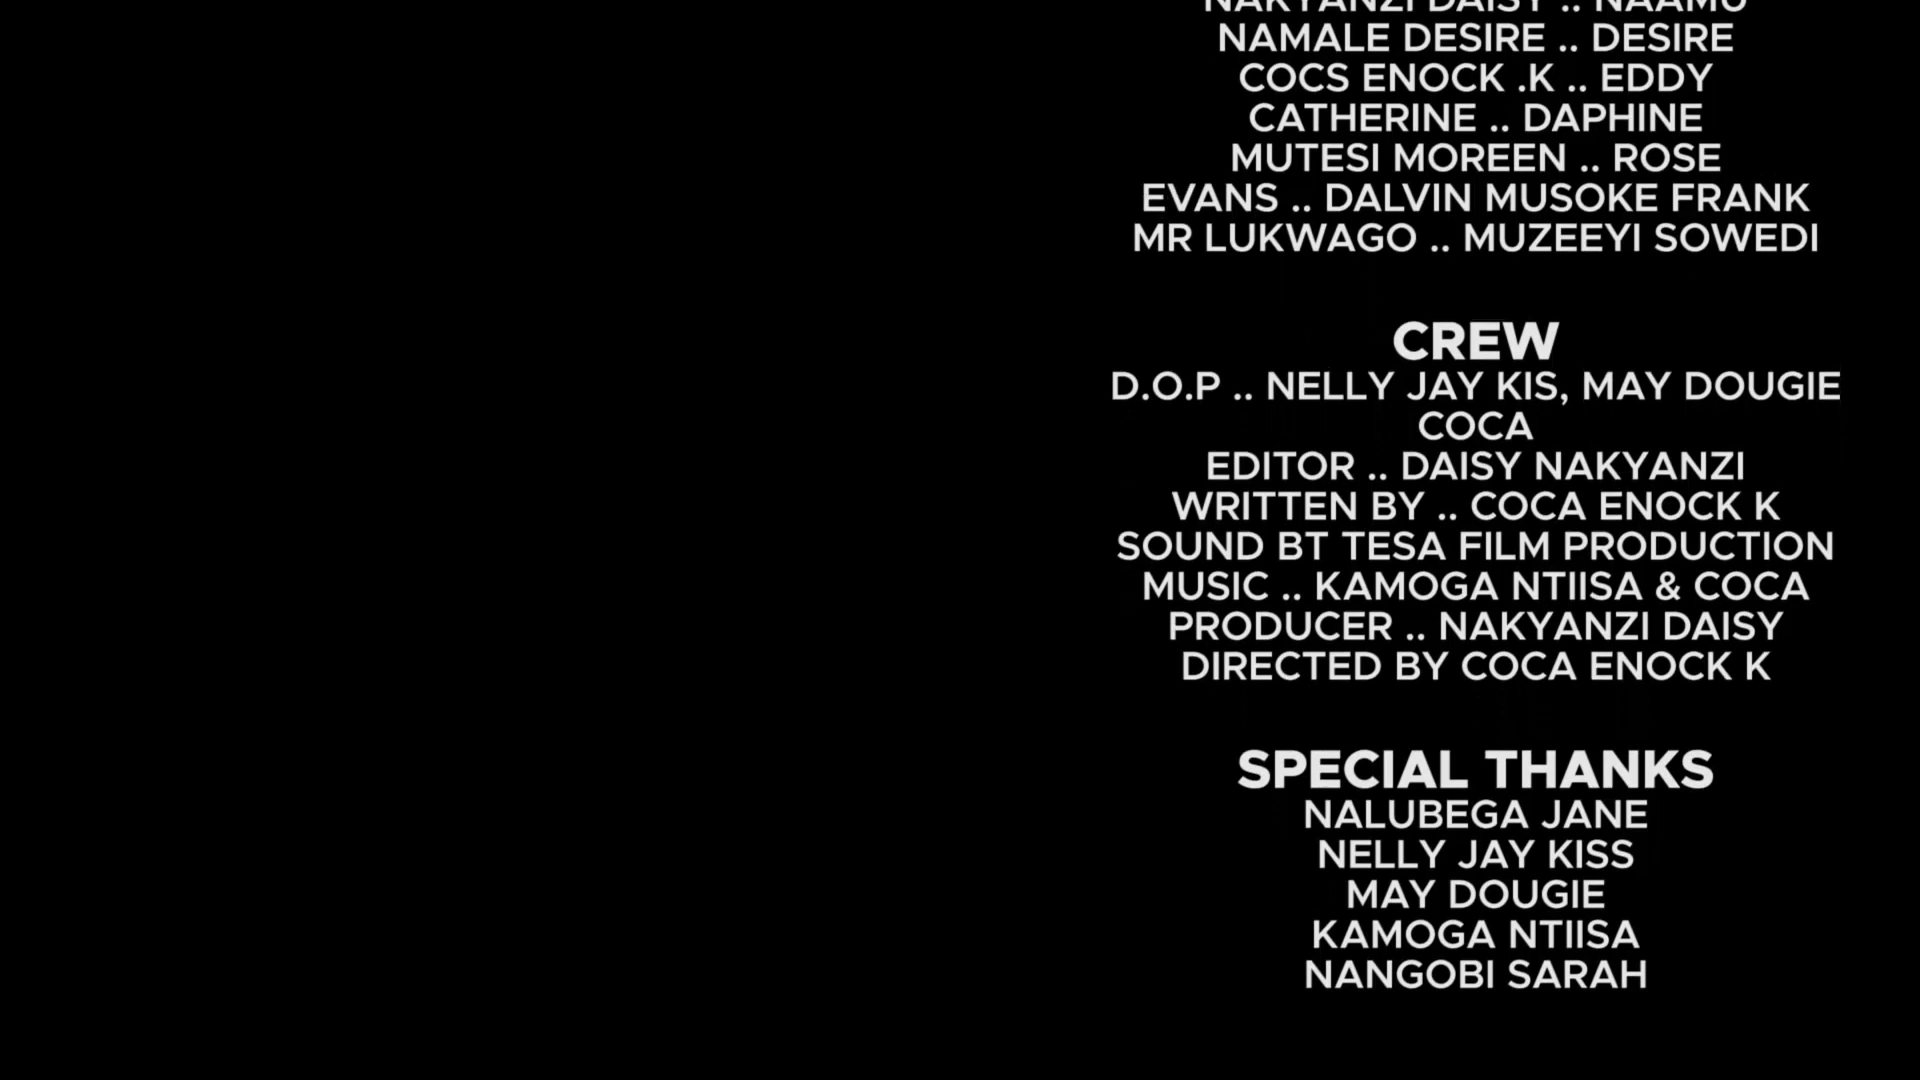 NAKYANZI DAISY .. NAAMU
NAMALE DESIRE .. DESIRE
COCS ENOCK .K .. EDDY
CATHERINE .. DAPHINE
MUTESI MOREEN .. ROSE
EVANS .. DALVIN MUSOKE FRANK
MR LUKWAGO .. MUZEEYI SOWEDI
CREW
D.O.P .. NELLY JAY KIS, MAY DOUGIE
COCA
EDITOR .. DAISY NAKYANZI
WRITTEN BY .. COCA ENOCK K
SOUND BT TESA FILM PRODUCTION
MUSIC .. KAMOGA NTIISA & COCA
PRODUCER .. NAKYANZI DAISY
DIRECTED BY COCA ENOCK K
SPECIAL THANKS
NALUBEGA JANE
NELLY JAY KISS
MAY DOUGIE
KAMOGA NTIISA
NANGOBI SARAH